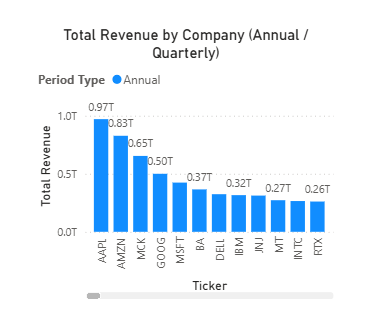 Total Revenue by Company (Annual /
Quarterly)
Period Type Annual
0.97T
0.83T
0.65T
0.50T
0.37T
0.32T
0.27T
0.26T
1.0T
0.5T
0.0T
Total Revenue
AAPL
AMZN
MCK
GOOG
MSFT
BA
DELL
IBM
JNJ
MT
INTC
RTX
Ticker